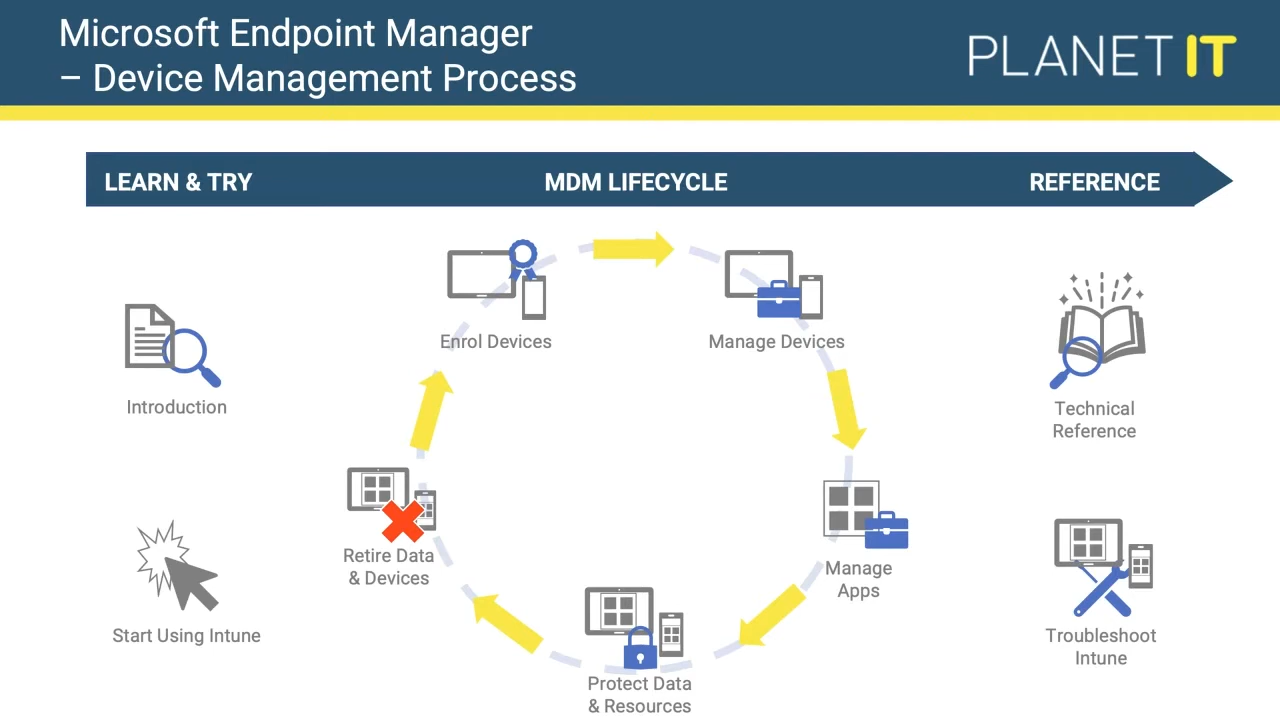 Microsoft Endpoint Manager
– Device Management Process
PLANET IT
LEARN & TRY
MDM LIFECYCLE
REFERENCE
Introduction
Start Using Intune
Enrol Devices
Manage Devices
Manage
Apps
Protect Data
& Resources
Retire Data
& Devices
Technical
Reference
Troubleshoot
Intune